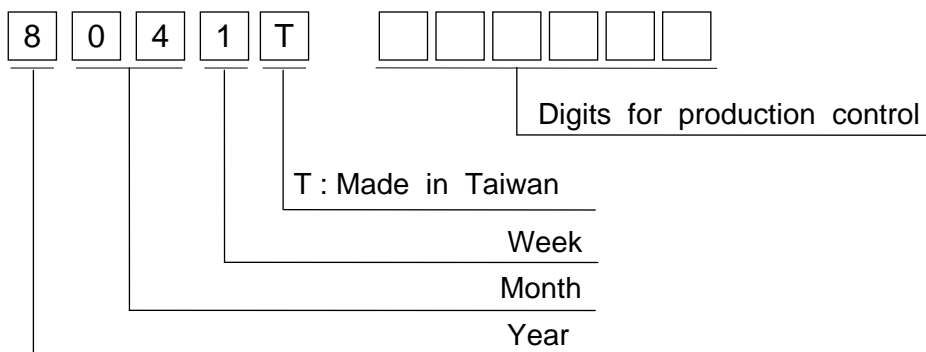 8 0 4 1 T
Digits for production control
T : Made in Taiwan
Week
Month
Year